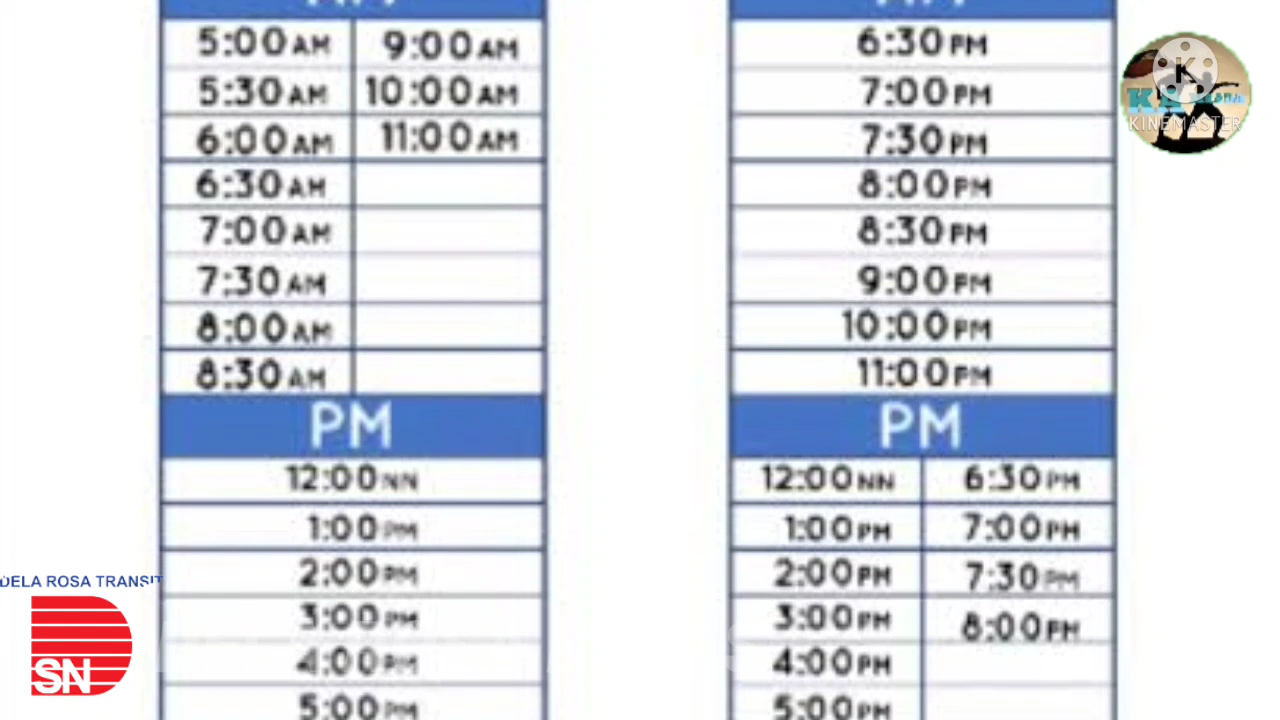 AM
5:00AM 9:00AM
5:30AM 10:00AM
6:00AM 11:00AM
6:30AM
7:00AM
7:30AM
8:00AM
8:30AM
PM
12:00NN
1:00PM
2:00PM
3:00PM
4:00PM
5:00PM
AM
6:30PM
7:00PM
7:30PM
8:00PM
8:30PM
9:00PM
10:00PM
11:00PM
PM
12:00NN 6:30PM
1:00PM 7:00PM
2:00PM 7:30PM
3:00PM 8:00PM
4:00PM
5:00PM
K
KA
KINEMASTER
DELA ROSA TRANSIT
SN